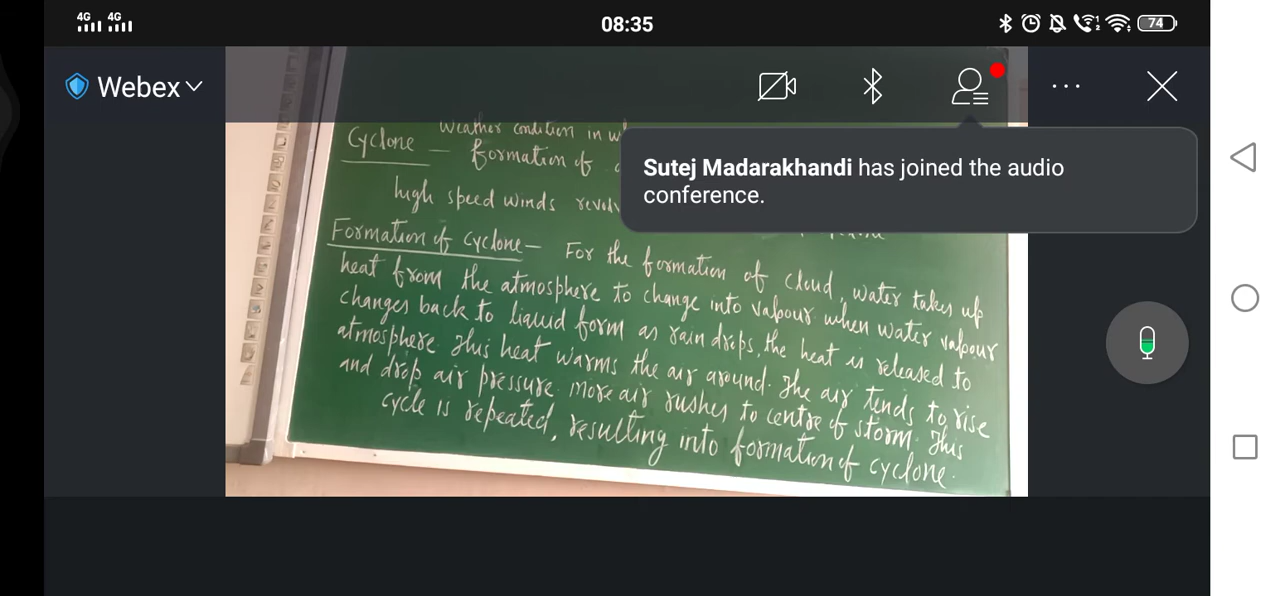 4G 4G
08:35
74
Webex
Sutej Madarakhandi has joined the audio
conference.
Weather condition in
Cyclone — formation of
high speed winds
Formation of cyclone — For the formation of cloud, water takes up
heat from the atmosphere to change into vapour. when water vapour
changes back to liquid form as rain drops, the heat is released to
atmosphere. This heat warms the air around. The air tends to rise
and drop air pressure. More air rushes to centre of storm. This
cycle is repeated, resulting into formation of cyclone.